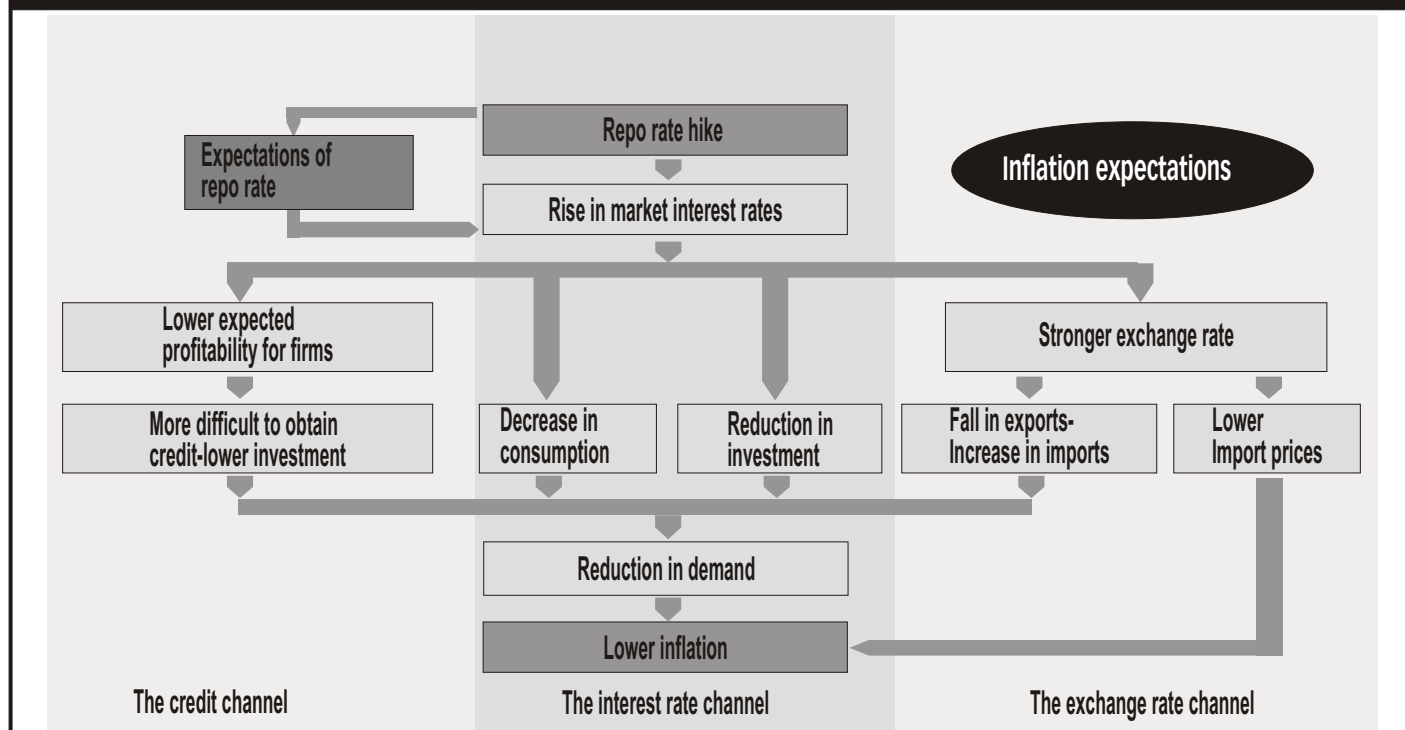 Repo rate hike
Expectations of
repo rate
Inflation expectations
Rise in market interest rates
Lower expected
profitability for firms
Stronger exchange rate
More difficult to obtain
credit-lower investment
Decrease in
consumption
Reduction in
investment
Fall in exports-
Increase in imports
Lower
Import prices
Reduction in demand
Lower inflation
The credit channel
The interest rate channel
The exchange rate channel